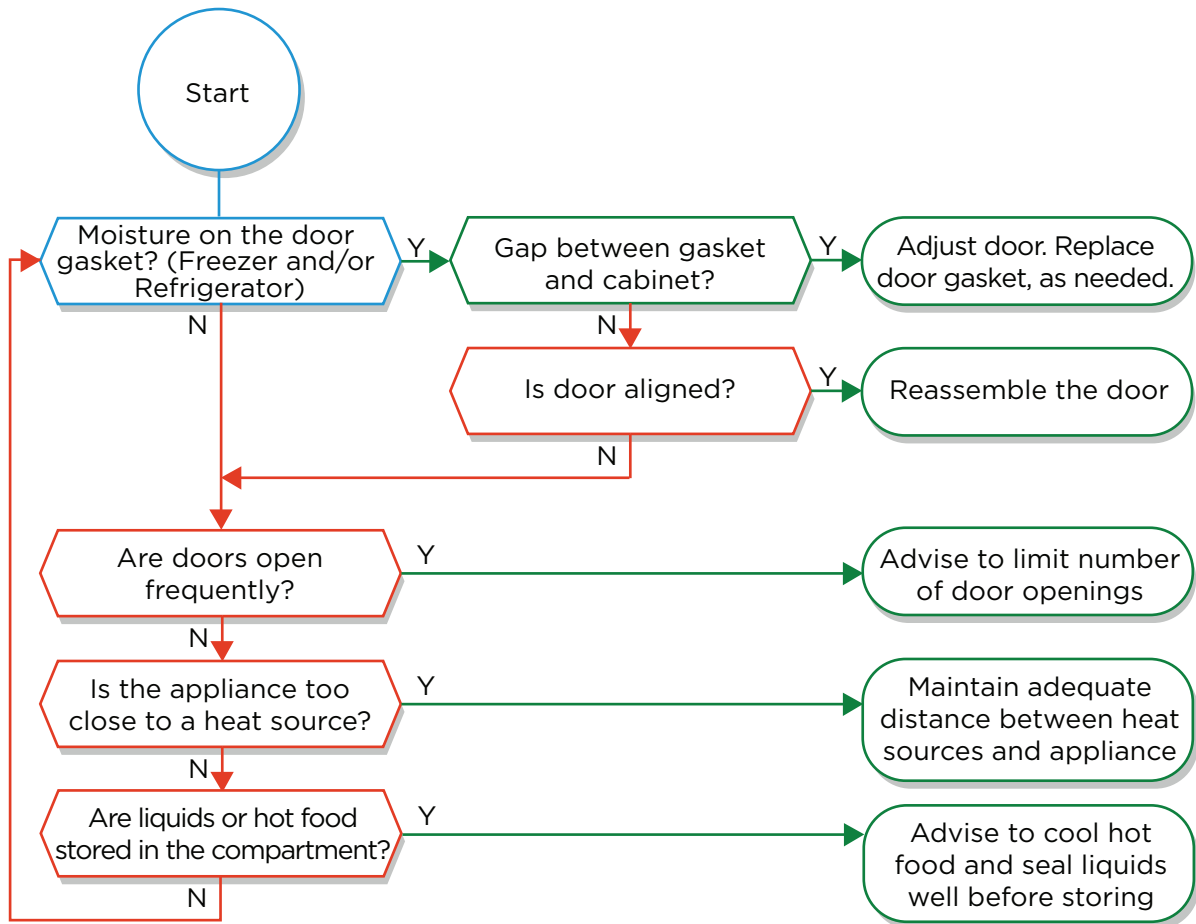 Start
Moisture on the door
gasket? (Freezer and/or
Refrigerator)
Y
Gap between gasket
and cabinet?
Y
Adjust door. Replace
door gasket, as needed.
N
N
Is door aligned?
Y
Reassemble the door
N
Are doors open
frequently?
Y
Advise to limit number
of door openings
N
Is the appliance too
close to a heat source?
Y
Maintain adequate
distance between heat
sources and appliance
N
Are liquids or hot food
stored in the compartment?
Y
Advise to cool hot
food and seal liquids
well before storing
N